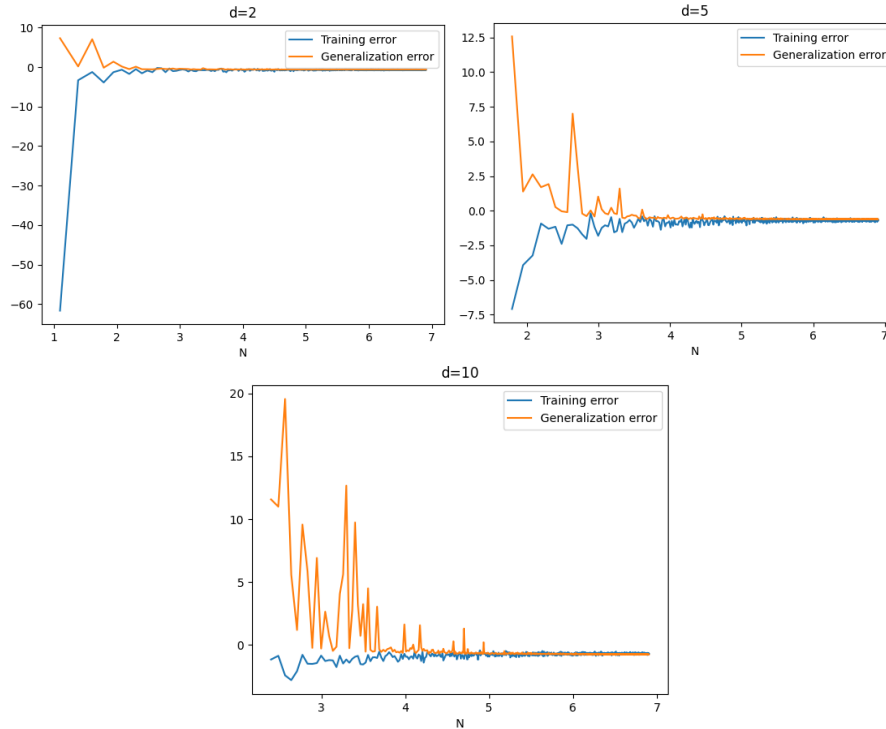 d=2
10
0
−10
−20
−30
−40
−50
−60
1 2 3 4 5 6 7
N
Training error
Generalization error
d=5
12.5
10.0
7.5
5.0
2.5
0.0
−2.5
−5.0
−7.5
2 3 4 5 6 7
N
Training error
Generalization error
d=10
20
15
10
5
0
3 4 5 6 7
N
Training error
Generalization error